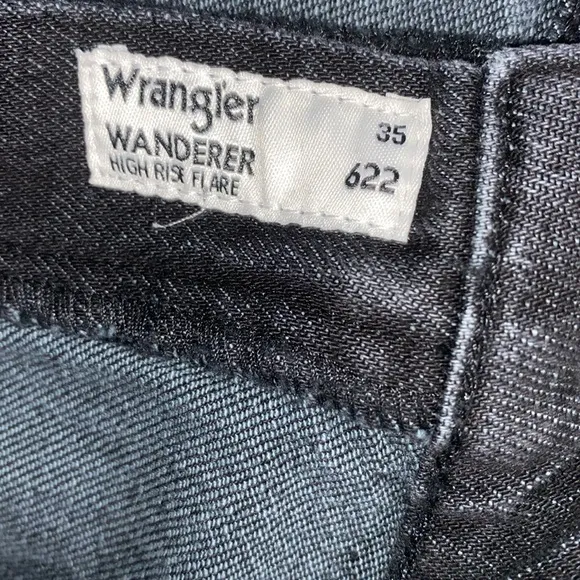 Wrangler
WANDERER
HIGH RISE FLARE
35
622